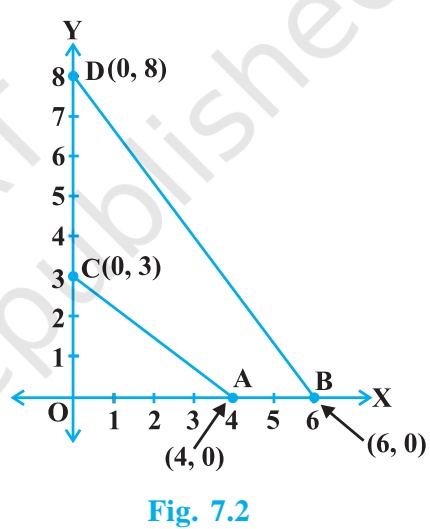 Y
8 D(0, 8)
7
6
5
4
3 C(0, 3)
2
1
A B
O 1 2 3 4 5 6 X
(4, 0) (6, 0)
Fig. 7.2